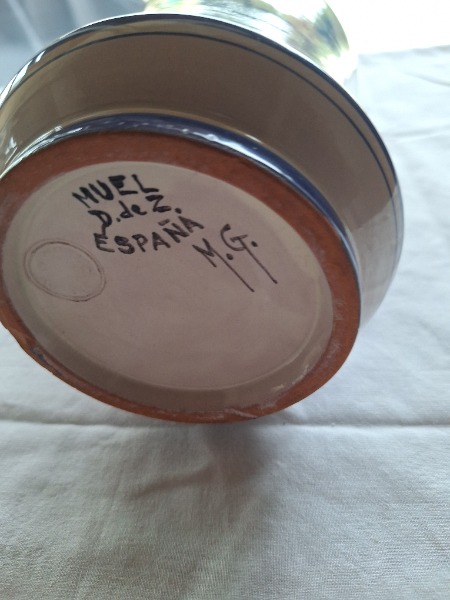 MUEL
D. de Z.
ESPAÑA
M.G.